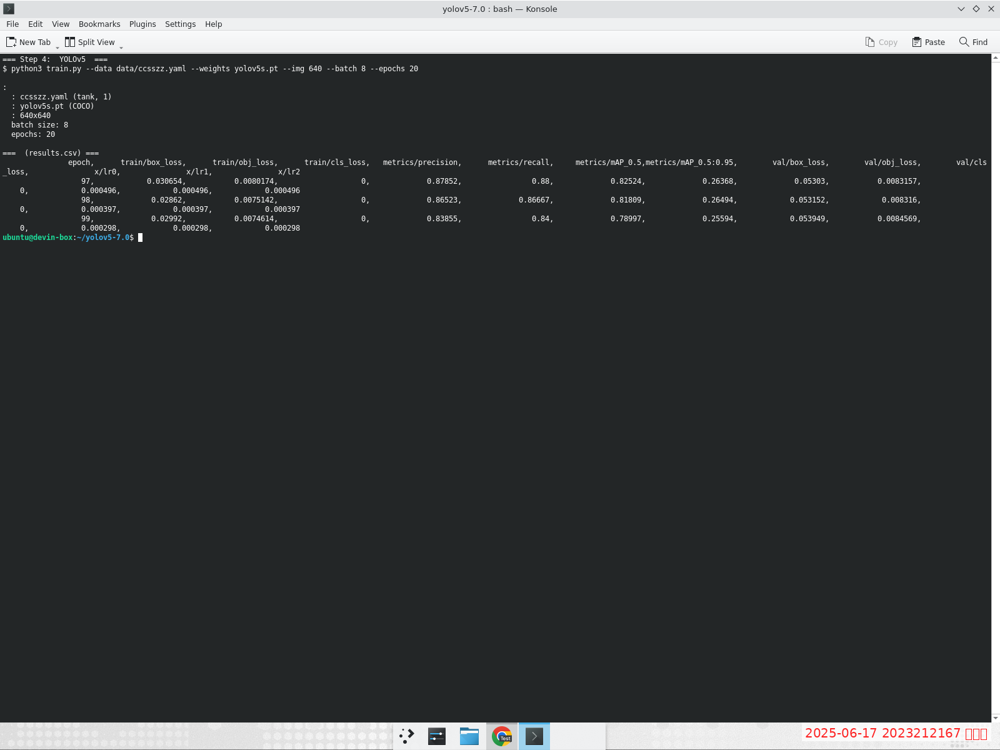 yolov5-7.0 : bash — Konsole
File Edit View Bookmarks Plugins Settings Help
New Tab Split View Copy Paste Find
=== Step 4:  YOLOv5  ===
$ python3 train.py --data data/ccsszz.yaml --weights yolov5s.pt --img 640 --batch 8 --epochs 20
:
: ccsszz.yaml (tank, 1)
: yolov5s.pt (COCO)
: 640x640
batch size: 8
epochs: 20
===  (results.csv) ===
epoch, train/box_loss, train/obj_loss, train/cls_loss, metrics/precision, metrics/recall, metrics/mAP_0.5,metrics/mAP_0.5:0.95, val/box_loss, val/obj_loss, val/cls
_loss, x/lr0, x/lr1, x/lr2
97, 0.030654, 0.0080174, 0, 0.87852, 0.88, 0.82524, 0.26368, 0.05303, 0.0083157,
0, 0.000496, 0.000496, 0.000496
98, 0.02862, 0.0075142, 0, 0.86523, 0.86667, 0.81809, 0.26494, 0.053152, 0.008316,
0, 0.000397, 0.000397, 0.000397
99, 0.02992, 0.0074614, 0, 0.83855, 0.84, 0.78997, 0.25594, 0.053949, 0.0084569,
0, 0.000298, 0.000298, 0.000298
ubuntu@devin-box:~/yolov5-7.0$
Test
2025-06-17 2023212167